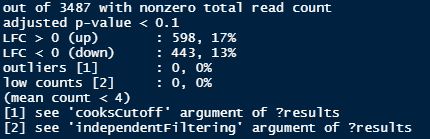 out of 3487 with nonzero total read count
adjusted p-value < 0.1
LFC > 0 (up)       : 598, 17%
LFC < 0 (down)     : 443, 13%
outliers [1]       : 0, 0%
low counts [2]     : 0, 0%
(mean count < 4)
[1] see 'cooksCutoff' argument of ?results
[2] see 'independentFiltering' argument of ?results